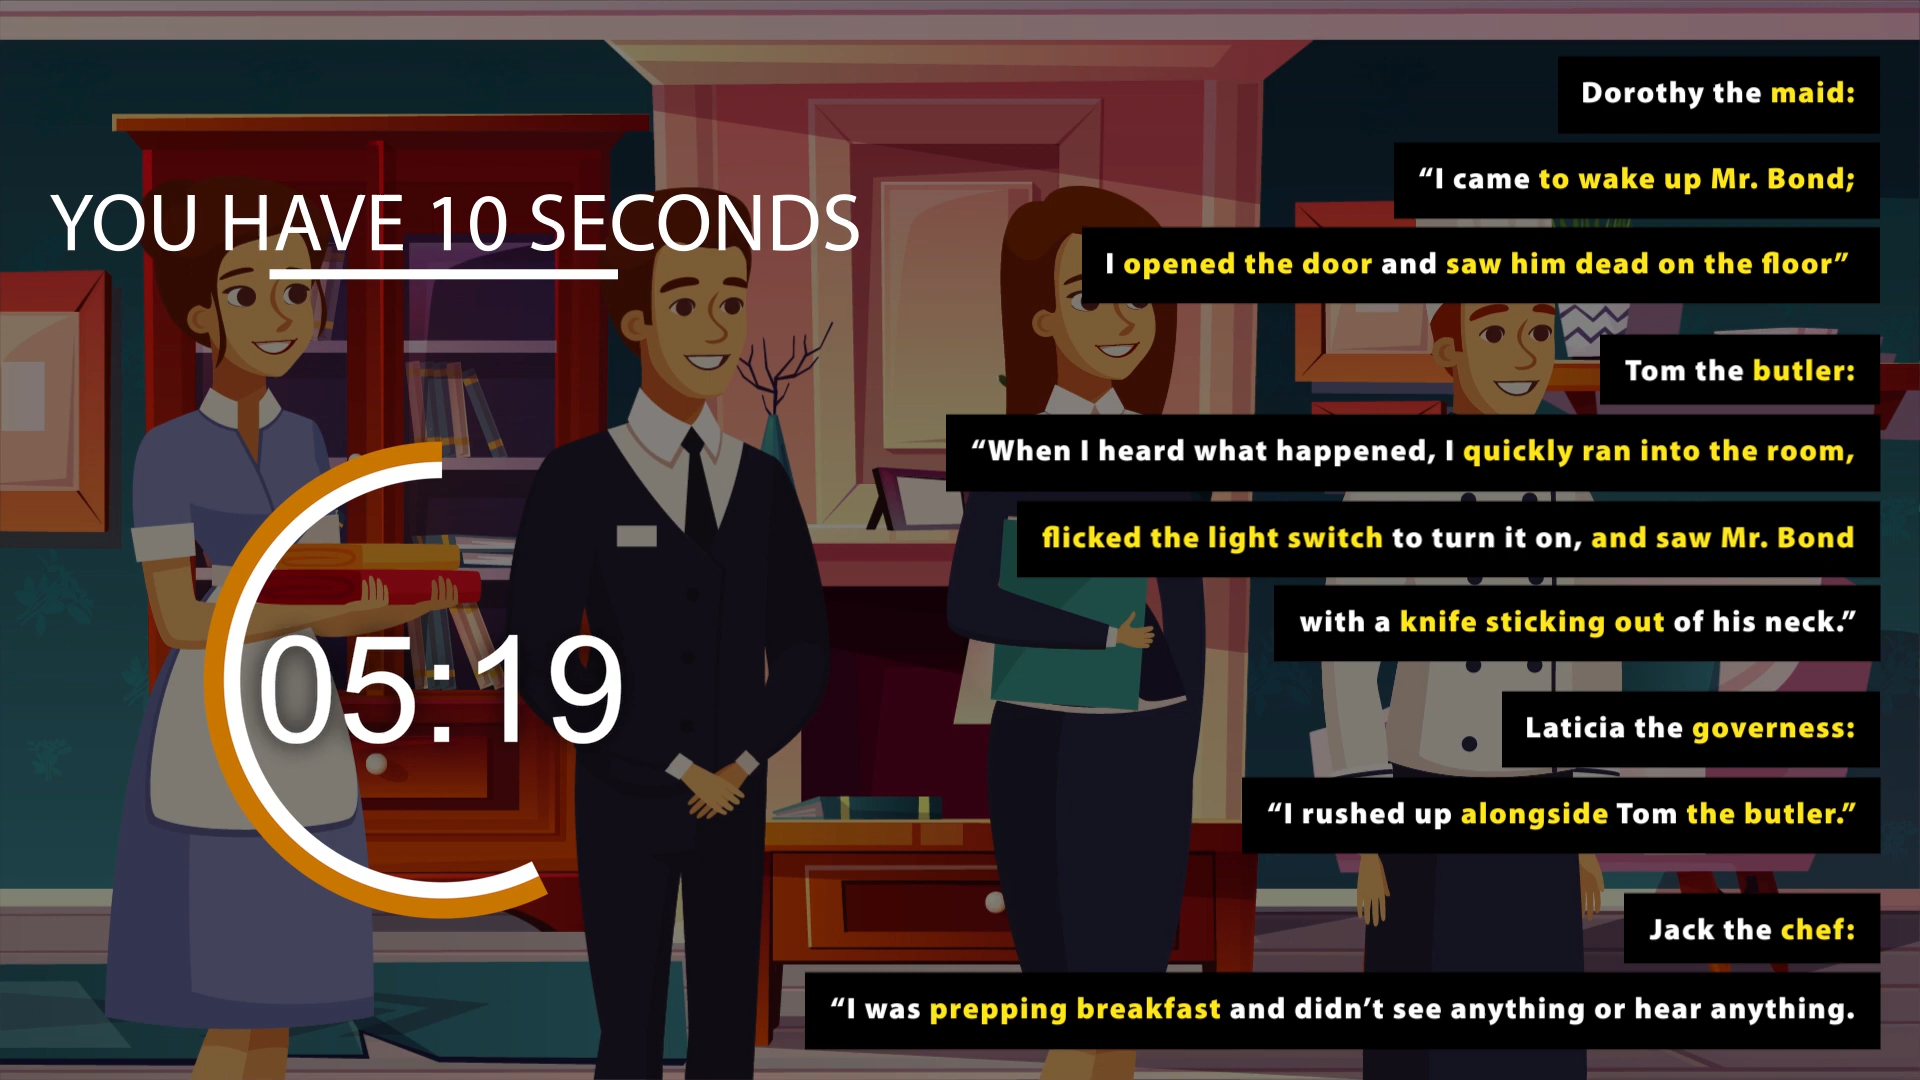 YOU HAVE 10 SECONDS
05:19
Dorothy the maid:
“I came to wake up Mr. Bond;
I opened the door and saw him dead on the floor”
Tom the butler:
“When I heard what happened, I quickly ran into the room,
flicked the light switch to turn it on, and saw Mr. Bond
with a knife sticking out of his neck.”
Laticia the governess:
“I rushed up alongside Tom the butler.”
Jack the chef:
“I was prepping breakfast and didn’t see anything or hear anything.